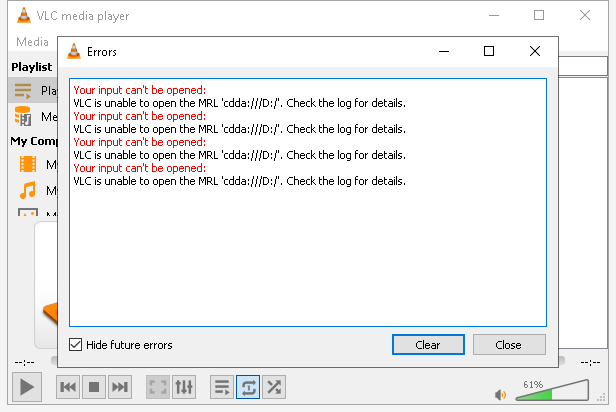 VLC media player
Media
Errors
Playlist
Your input can't be opened:
VLC is unable to open the MRL 'cdda:///D:/'. Check the log for details.
Your input can't be opened:
VLC is unable to open the MRL 'cdda:///D:/'. Check the log for details.
Your input can't be opened:
VLC is unable to open the MRL 'cdda:///D:/'. Check the log for details.
Your input can't be opened:
VLC is unable to open the MRL 'cdda:///D:/'. Check the log for details.
Pla
Me
My Comp
My
My
Hide future errors
Clear
Close
--:--
--:--
61%